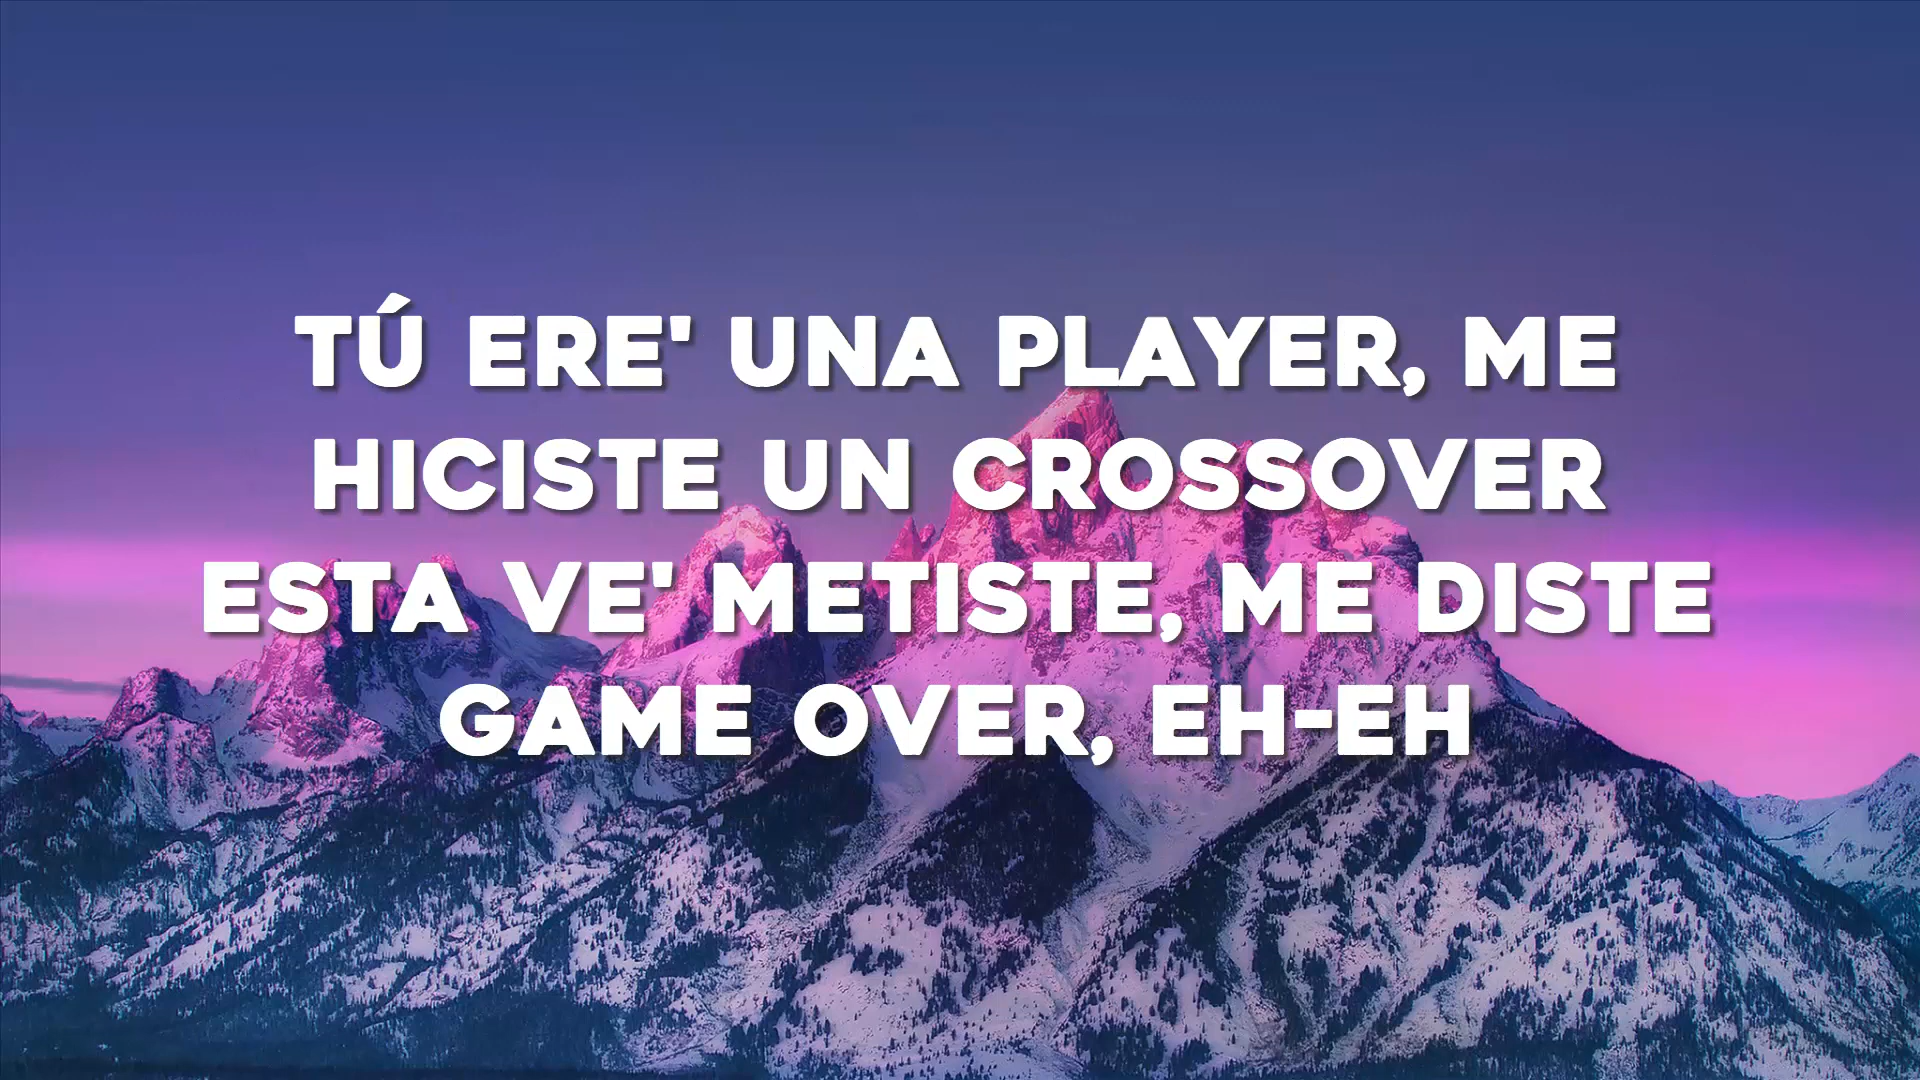 TÚ ERE' UNA PLAYER, ME
HICISTE UN CROSSOVER
ESTA VE' METISTE, ME DISTE
GAME OVER, EH-EH